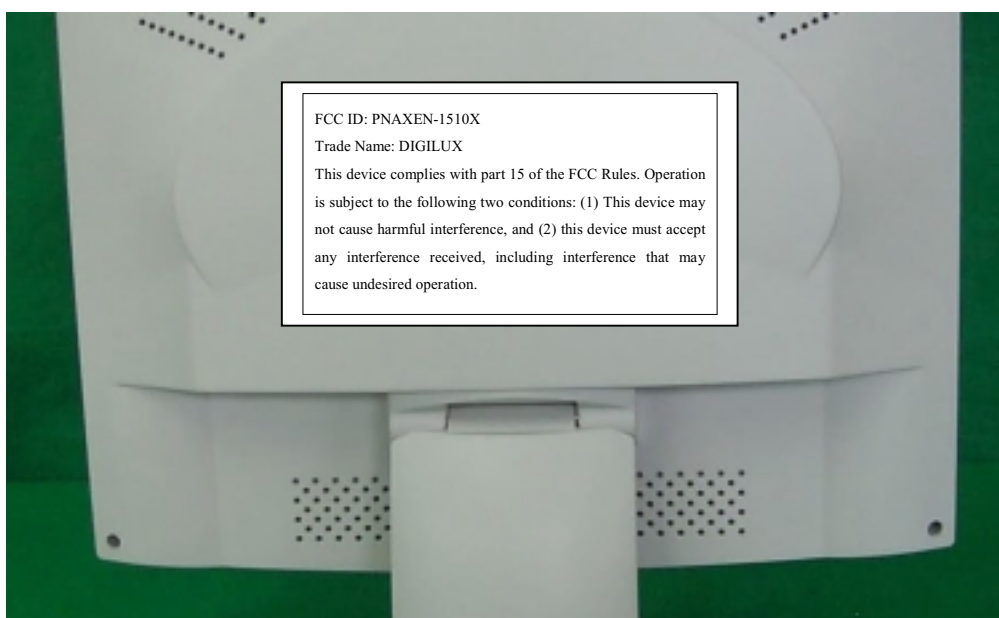 FCC ID: PNAXEN-1510X
Trade Name: DIGILUX
This device complies with part 15 of the FCC Rules. Operation
is subject to the following two conditions: (1) This device may
not cause harmful interference, and (2) this device must accept
any interference received, including interference that may
cause undesired operation.